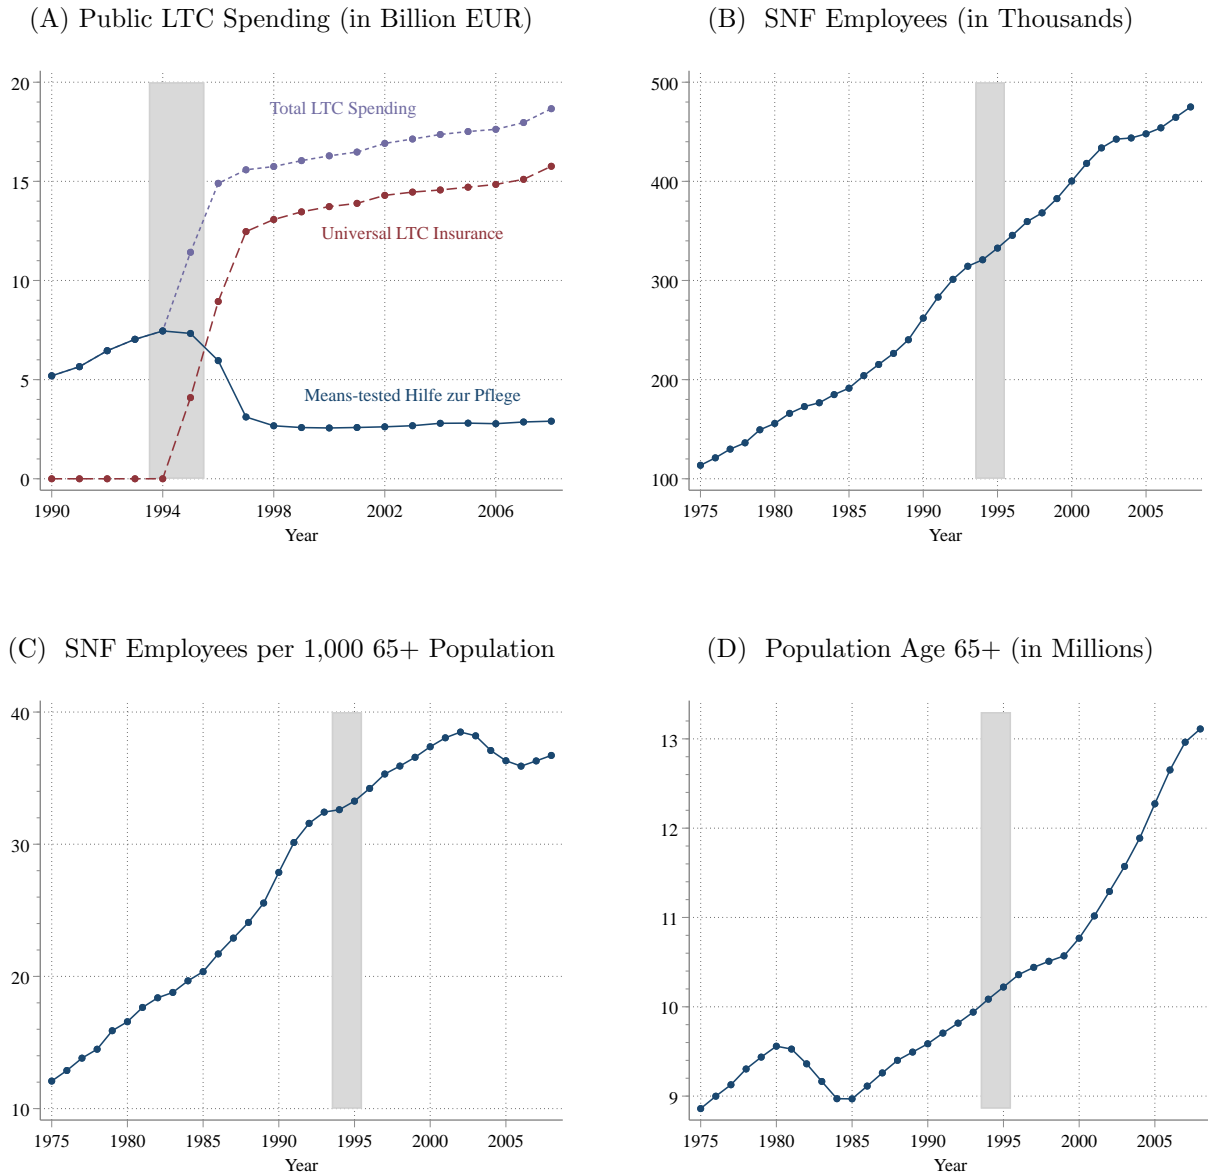 (A) Public LTC Spending (in Billion EUR)
20
15
10
5
0
Total LTC Spending
Universal LTC Insurance
Means-tested Hilfe zur Pflege
1990 1994 1998 2002 2006
Year
(B) SNF Employees (in Thousands)
500
400
300
200
100
1975 1980 1985 1990 1995 2000 2005
Year
(C) SNF Employees per 1,000 65+ Population
40
30
20
10
1975 1980 1985 1990 1995 2000 2005
Year
(D) Population Age 65+ (in Millions)
13
12
11
10
9
1975 1980 1985 1990 1995 2000 2005
Year